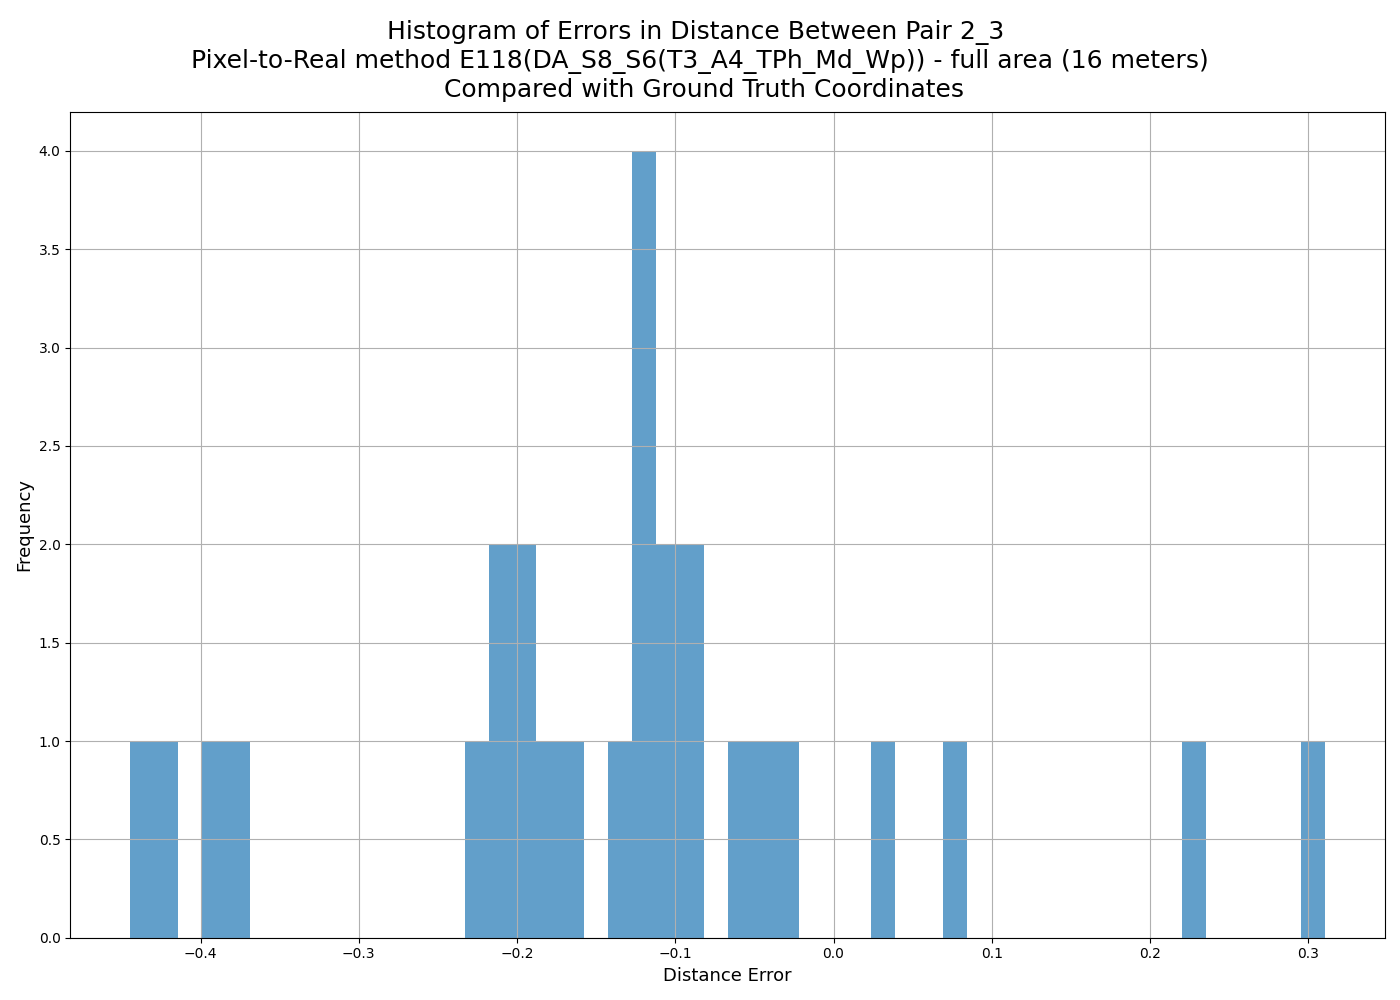 Histogram of Errors in Distance Between Pair 2_3
Pixel-to-Real method E118(DA_S8_S6(T3_A4_TPh_Md_Wp)) - full area (16 meters)
Compared with Ground Truth Coordinates
4.0
3.5
3.0
2.5
2.0
1.5
1.0
0.5
0.0
Frequency
−0.4 −0.3 −0.2 −0.1 0.0 0.1 0.2 0.3
Distance Error